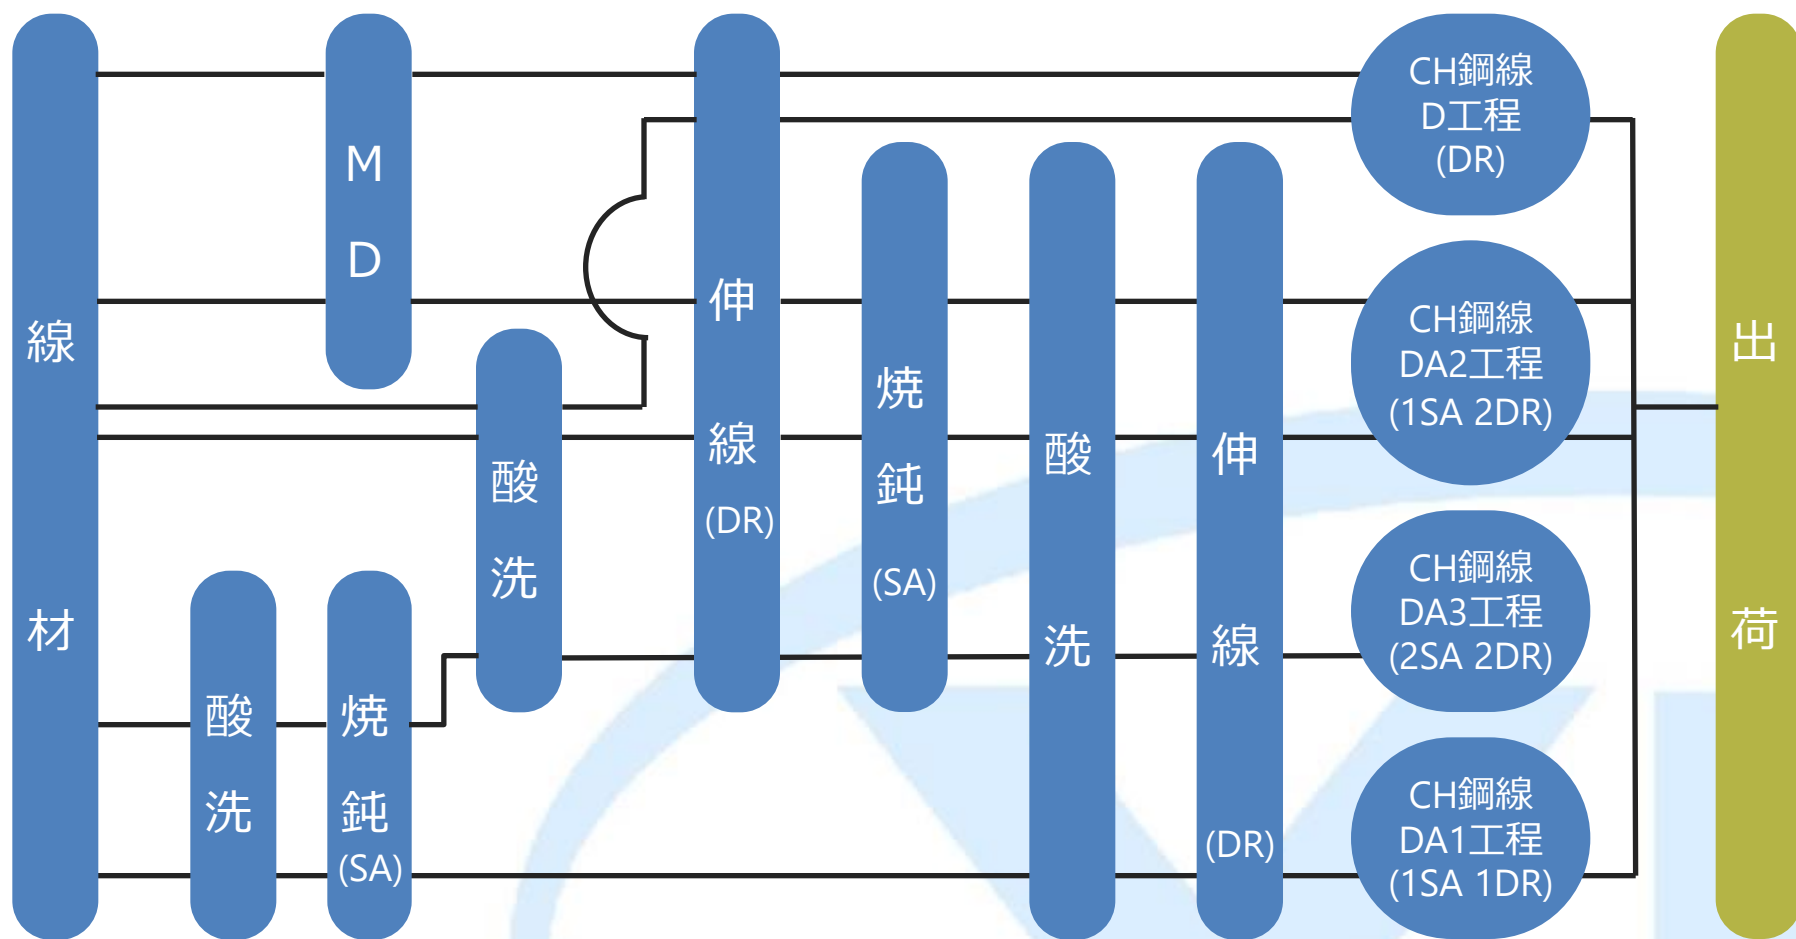 線材
MD
酸洗
焼鈍
(SA)
酸洗
伸線
(DR)
焼鈍
(SA)
酸洗
伸線
(DR)
CH鋼線
D工程
(DR)
CH鋼線
DA2工程
(1SA 2DR)
CH鋼線
DA3工程
(2SA 2DR)
CH鋼線
DA1工程
(1SA 1DR)
出荷